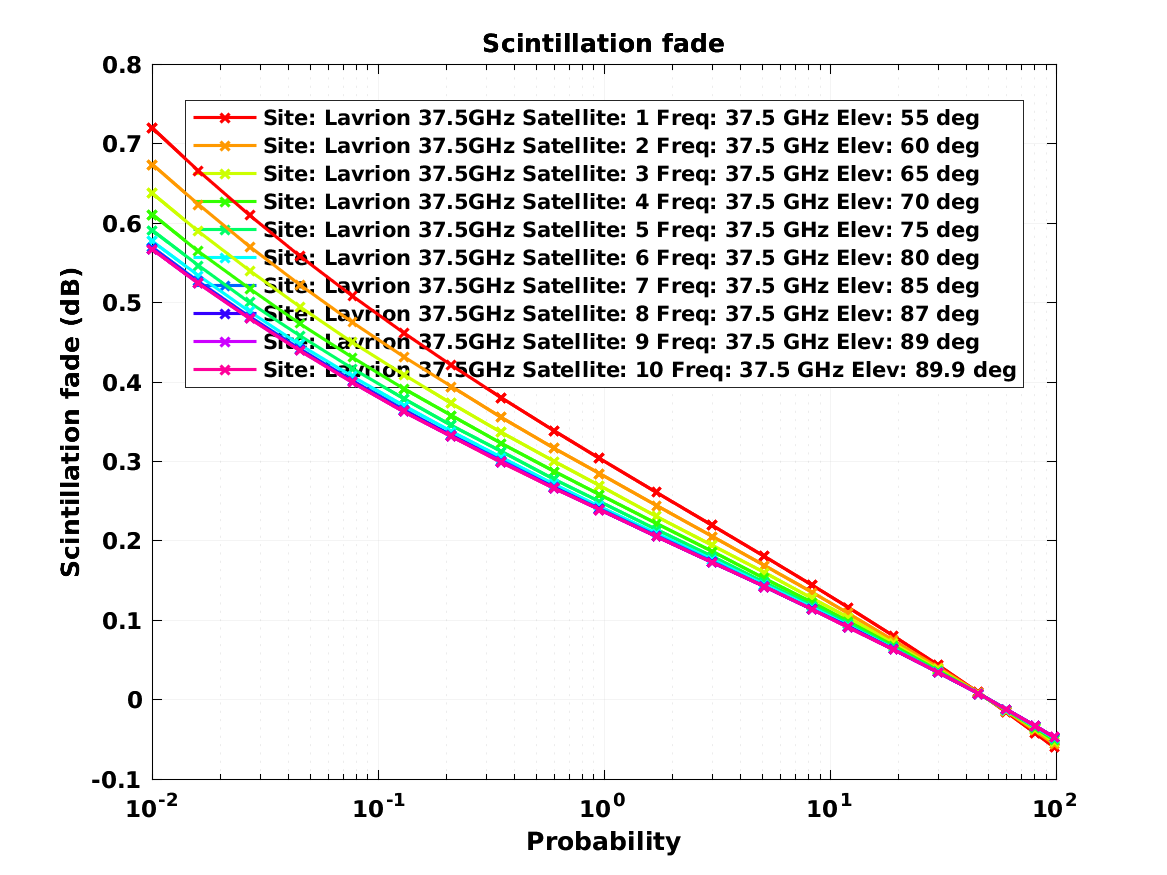 Scintillation fade
0.8
0.7
0.6
0.5
0.4
0.3
0.2
0.1
0
-0.1
Scintillation fade (dB)
Site: Lavrion 37.5GHz Satellite: 1 Freq: 37.5 GHz Elev: 55 deg
Site: Lavrion 37.5GHz Satellite: 2 Freq: 37.5 GHz Elev: 60 deg
Site: Lavrion 37.5GHz Satellite: 3 Freq: 37.5 GHz Elev: 65 deg
Site: Lavrion 37.5GHz Satellite: 4 Freq: 37.5 GHz Elev: 70 deg
Site: Lavrion 37.5GHz Satellite: 5 Freq: 37.5 GHz Elev: 75 deg
Site: Lavrion 37.5GHz Satellite: 6 Freq: 37.5 GHz Elev: 80 deg
Site: Lavrion 37.5GHz Satellite: 7 Freq: 37.5 GHz Elev: 85 deg
Site: Lavrion 37.5GHz Satellite: 8 Freq: 37.5 GHz Elev: 87 deg
Site: Lavrion 37.5GHz Satellite: 9 Freq: 37.5 GHz Elev: 89 deg
Site: Lavrion 37.5GHz Satellite: 10 Freq: 37.5 GHz Elev: 89.9 deg
10^-2 10^-1 10^0 10^1 10^2
Probability